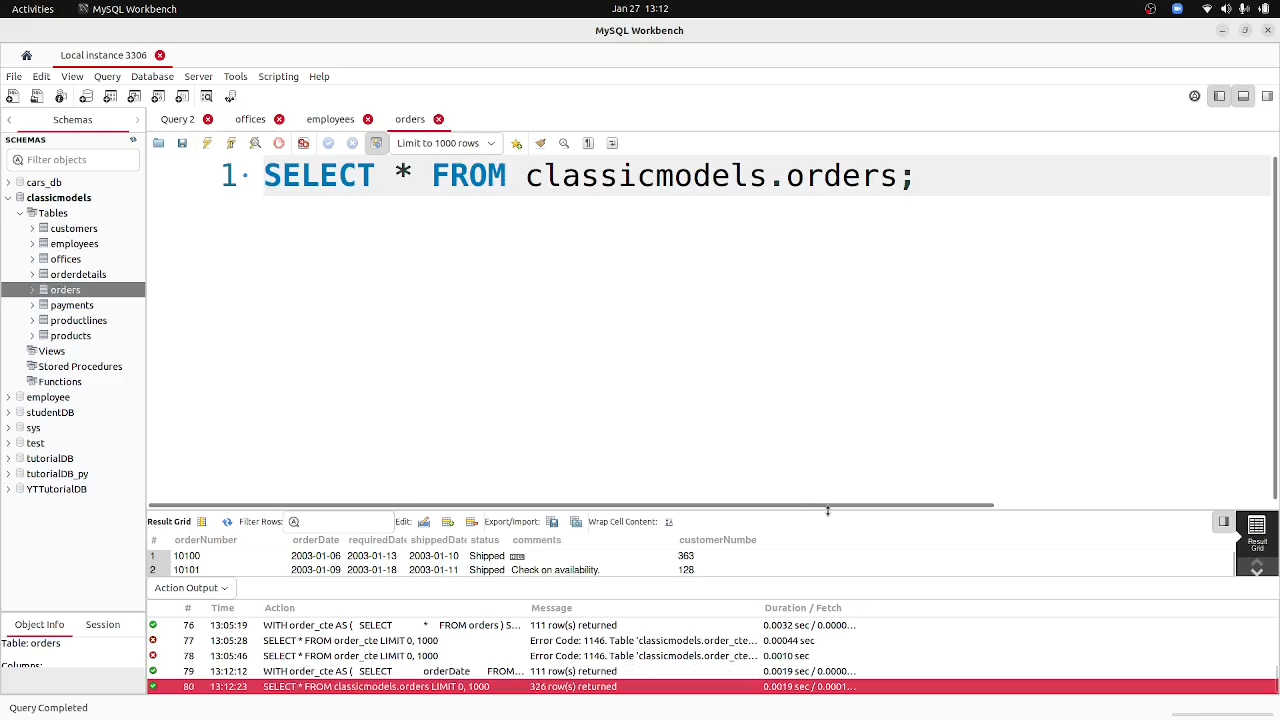 Activities MySQL Workbench Jan 27 13:12
MySQL Workbench
Local instance 3306
File Edit View Query Database Server Tools Scripting Help
Schemas Query 2 offices employees orders
SCHEMAS Limit to 1000 rows
Filter objects
1 SELECT * FROM classicmodels.orders;
cars_db
classicmodels
Tables
customers
employees
offices
orderdetails
orders
payments
productlines
products
Views
Stored Procedures
Functions
employee
studentDB
sys
test
tutorialDB
tutorialDB_py
YTTutorialDB
Result Grid Filter Rows: Edit: Export/Import: Wrap Cell Content:
Result
Grid
# orderNumber orderDate requiredDate shippedDate status comments customerNumbe
1 10100 2003-01-06 2003-01-13 2003-01-10 Shipped NULL 363
2 10101 2003-01-09 2003-01-18 2003-01-11 Shipped Check on availability. 128
Action Output
# Time Action Message Duration / Fetch
76 13:05:19 WITH order_cte AS ( SELECT * FROM orders ) S... 111 row(s) returned 0.0032 sec / 0.0000...
77 13:05:28 SELECT * FROM order_cte LIMIT 0, 1000 Error Code: 1146. Table 'classicmodels.order_cte... 0.00044 sec
78 13:05:46 SELECT * FROM order_cte LIMIT 0, 1000 Error Code: 1146. Table 'classicmodels.order_cte... 0.0010 sec
79 13:12:12 WITH order_cte AS ( SELECT orderDate FROM... 111 row(s) returned 0.0019 sec / 0.0000...
80 13:12:23 SELECT * FROM classicmodels.orders LIMIT 0, 1000 326 row(s) returned 0.0019 sec / 0.0001...
Object Info Session
Table: orders
Columns:
Query Completed